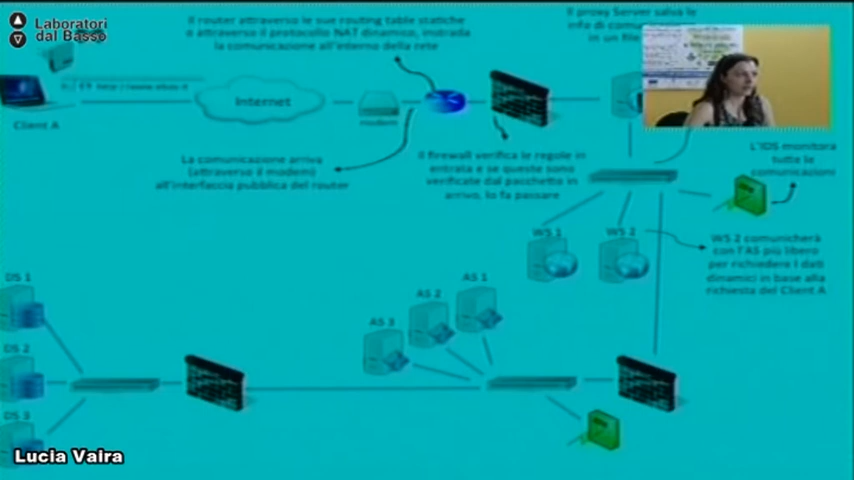 Laboratori
dal Basso
Il router attraverso le sue routing table statiche
o attraverso il protocollo NAT dinamico, instrada
la comunicazione all'interno della rete
Il proxy Server salva le
info di
in un
Internet
modem
Client A
La comunicazione arriva
(attraverso il modem)
all'interfaccia pubblica del router
Il firewall verifica le regole in
entrata e se queste sono
verificate dal pacchetto in
arrivo, lo fa passare
L'IDS monitora
tutte le
comunicazioni
WS 1
WS 2
WS 2 comunicherà
con l'AS più libero
per richiedere i dati
dinamici in base alla
richiesta del Client A
DS 1
AS 1
AS 2
AS 3
DS 2
DS 3
Lucia Vaira